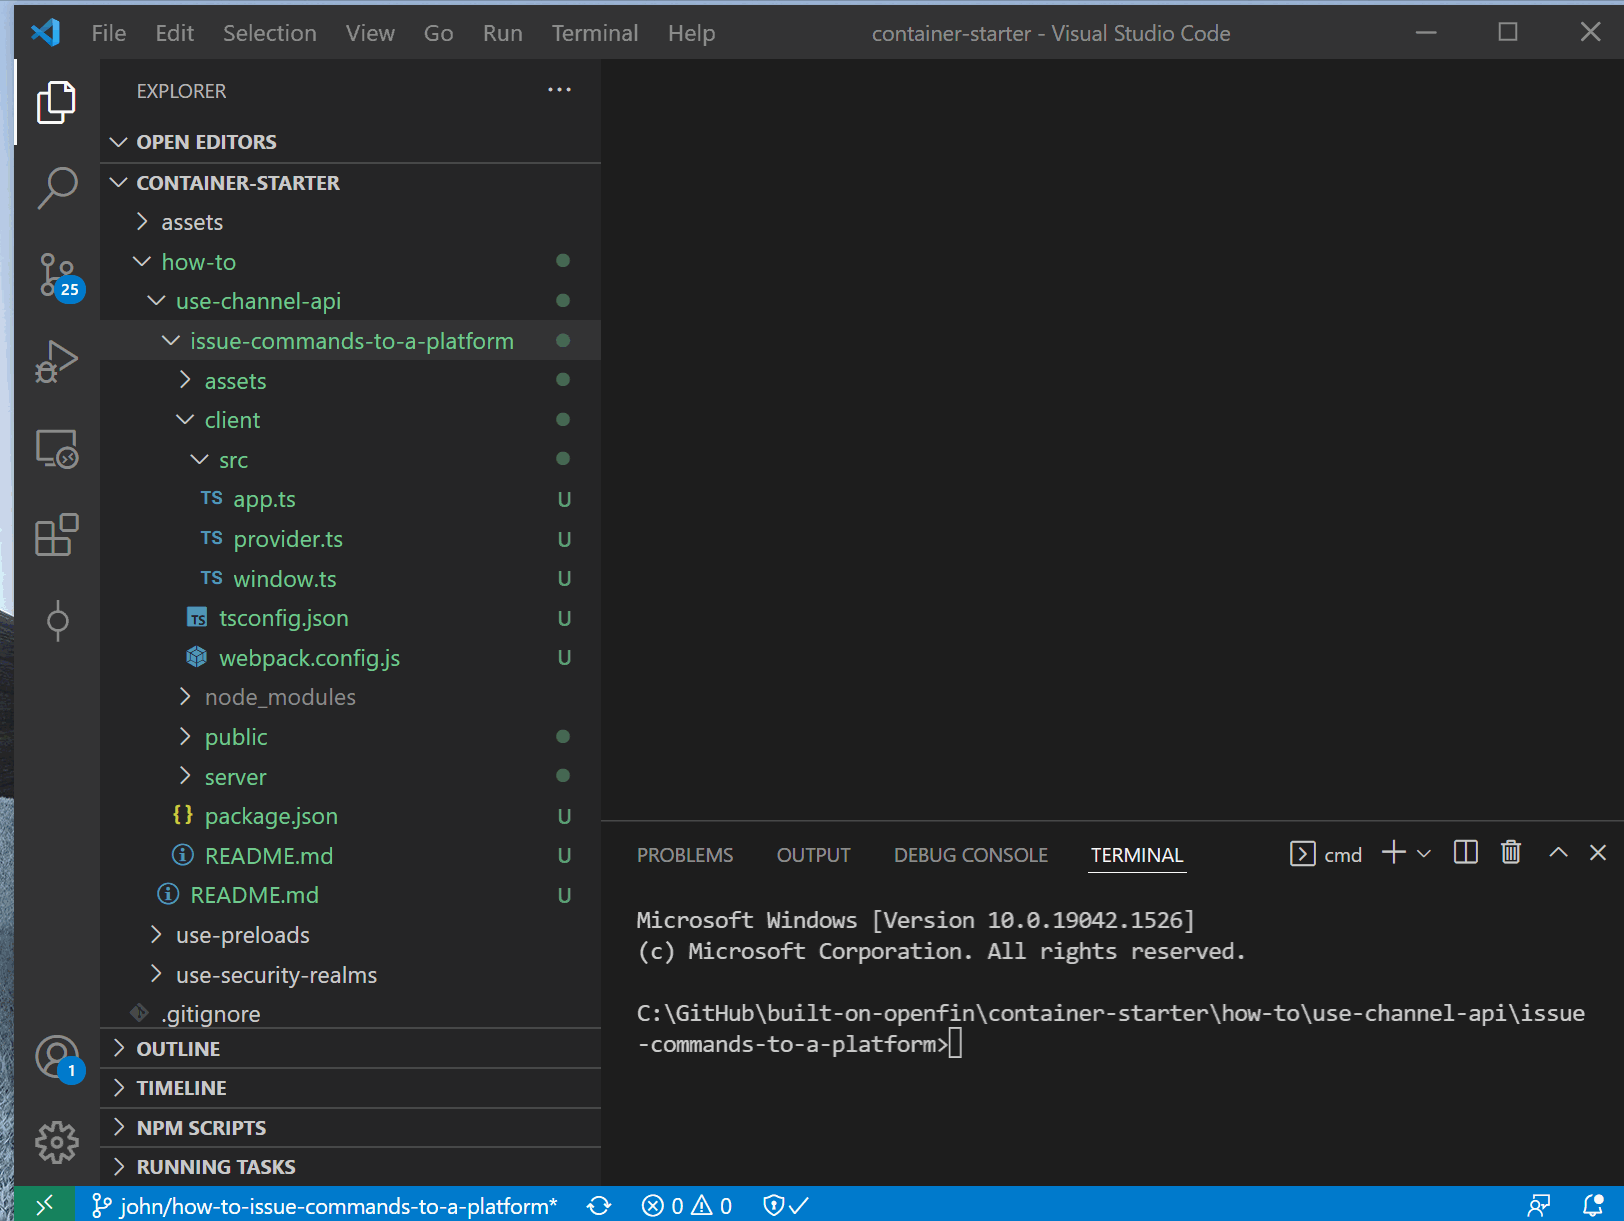 File Edit Selection View Go Run Terminal Help container-starter - Visual Studio Code
EXPLORER
OPEN EDITORS
CONTAINER-STARTER
assets
how-to
use-channel-api
issue-commands-to-a-platform
assets
client
src
TS app.ts U
TS provider.ts U
TS window.ts U
TS tsconfig.json U
webpack.config.js U
node_modules
public
server
{} package.json U
README.md U
README.md U
use-preloads
use-security-realms
.gitignore
OUTLINE
TIMELINE
NPM SCRIPTS
RUNNING TASKS
25
1
PROBLEMS OUTPUT DEBUG CONSOLE TERMINAL cmd
Microsoft Windows [Version 10.0.19042.1526]
(c) Microsoft Corporation. All rights reserved.
C:\GitHub\built-on-openfin\container-starter\how-to\use-channel-api\issue
-commands-to-a-platform>
john/how-to-issue-commands-to-a-platform* 0 0